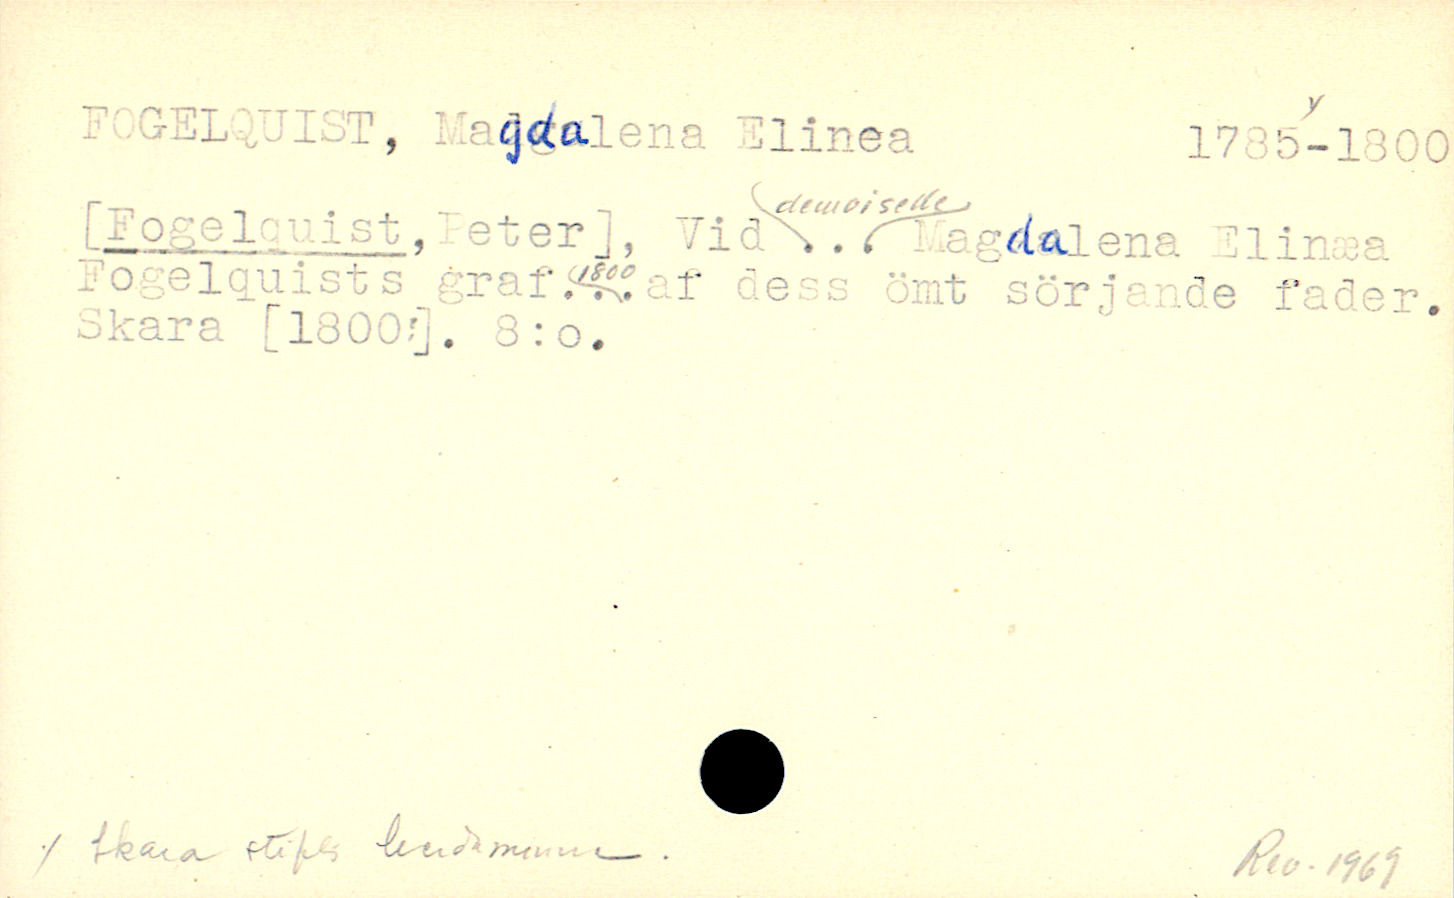 FOGELQUIST, Magdalena Elinea 1785 y/-1800
[Fogelquist, Peter], Vid demoiselle Magdalena Elinæa
Fogelquists graf. 1800. af dess ömt sörjande fader.
Skara [1800]. 8:o.
y Skara stifts herdaminne.
Rev. 1969